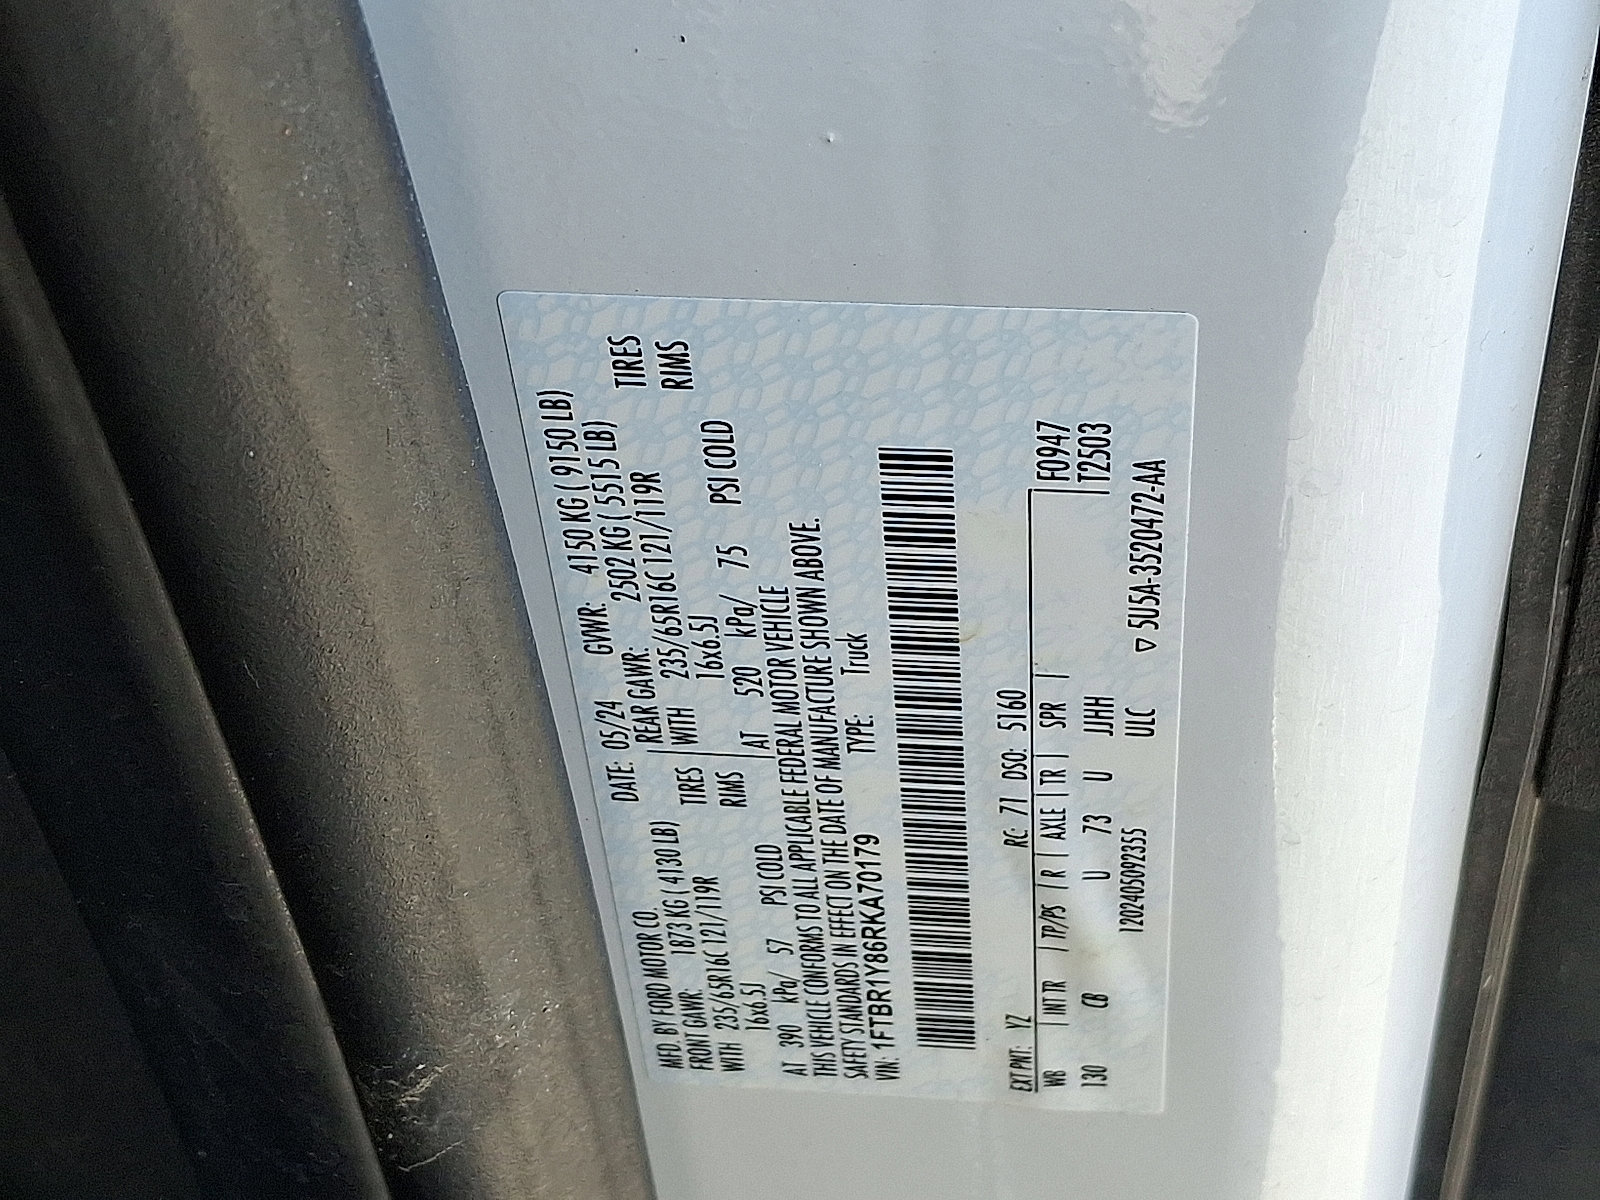 MFD. BY FORD MOTOR CO. DATE: 05/24 GVWR: 4150 KG ( 9150 LB)
FRONT GAWR: 1873 KG ( 4130 LB) REAR GAWR: 2502 KG ( 5515 LB)
WITH 235/65R16C 121/119R TIRES WITH 235/65R16C 121/119R TIRES
16x6.5J RIMS 16x6.5J RIMS
AT 390 kPa/ 57 PSI COLD AT 520 kPa/ 75 PSI COLD
THIS VEHICLE CONFORMS TO ALL APPLICABLE FEDERAL MOTOR VEHICLE
SAFETY STANDARDS IN EFFECT ON THE DATE OF MANUFACTURE SHOWN ABOVE.
VIN: 1FTBR1Y86RKA70179 TYPE: Truck
EXT PNT: YZ RC: 71 DSO: 5160 F0947
WB | INT TR | TP/PS | R | AXLE | TR | SPR | T2503
130 CB U 73 U JHH
1202405092355 ULC ▽ 5U5A-3520472-AA